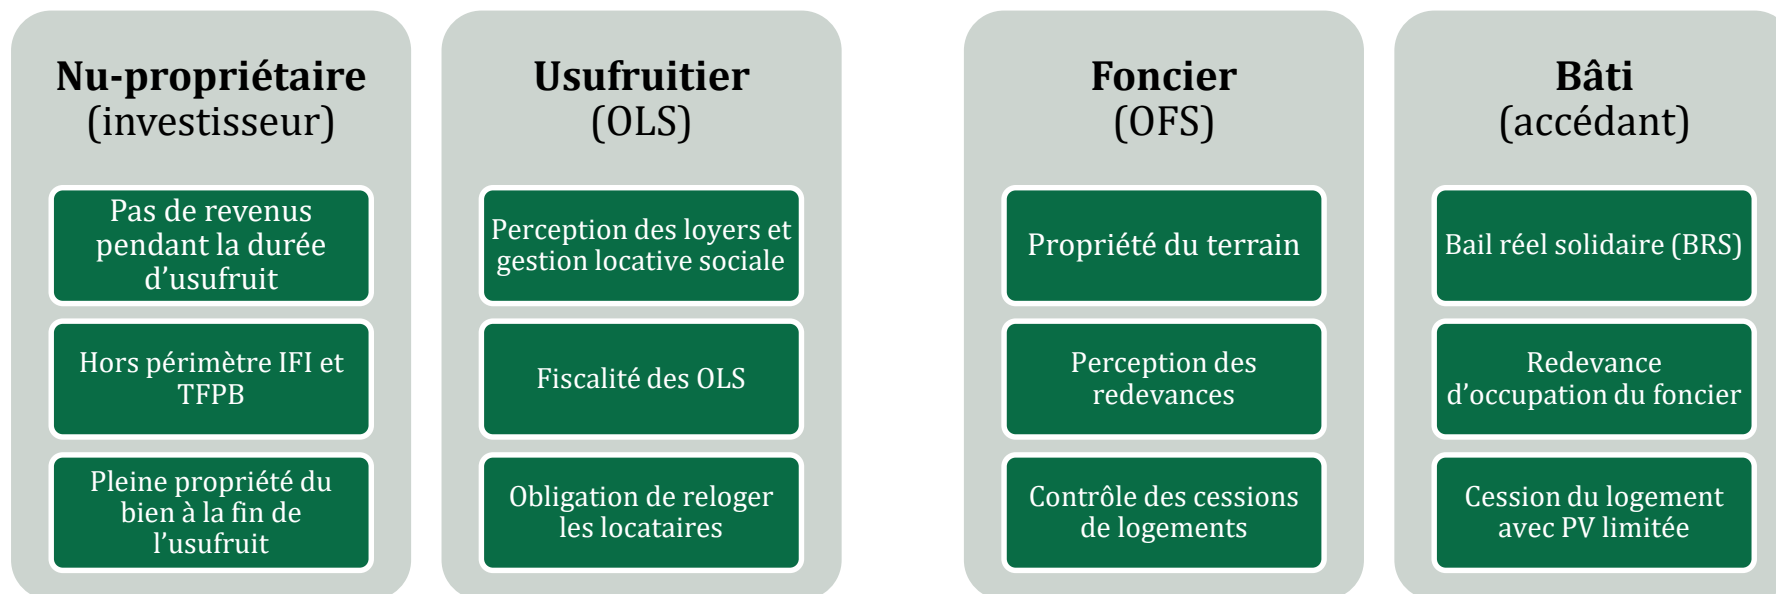 Nu-propriétaire
(investisseur)
Pas de revenus
pendant la durée
d’usufruit
Hors périmètre IFI et
TFPB
Pleine propriété du
bien à la fin de
l’usufruit
Usufruitier
(OLS)
Perception des loyers et
gestion locative sociale
Fiscalité des OLS
Obligation de reloger
les locataires
Foncier
(OFS)
Propriété du terrain
Perception des
redevances
Contrôle des cessions
de logements
Bâti
(accédant)
Bail réel solidaire (BRS)
Redevance
d’occupation du foncier
Cession du logement
avec PV limitée